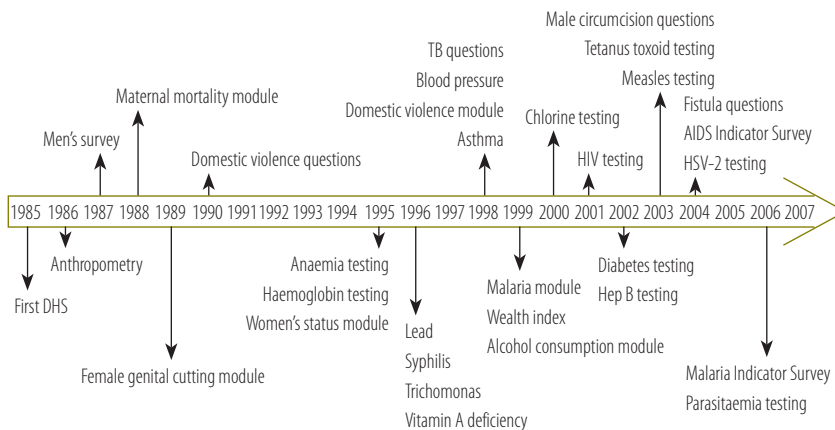 Male circumcision questions
Tetanus toxoid testing
Measles testing
TB questions
Blood pressure
Domestic violence module
Asthma
Maternal mortality module
Men's survey
Domestic violence questions
Chlorine testing
HIV testing
Fistula questions
AIDS Indicator Survey
HSV-2 testing
1985 1986 1987 1988 1989 1990 1991 1992 1993 1994 1995 1996 1997 1998 1999 2000 2001 2002 2003 2004 2005 2006 2007
First DHS
Anthropometry
Female genital cutting module
Anaemia testing
Haemoglobin testing
Women's status module
Lead
Syphilis
Trichomonas
Vitamin A deficiency
Malaria module
Wealth index
Alcohol consumption module
Diabetes testing
Hep B testing
Malaria Indicator Survey
Parasitaemia testing